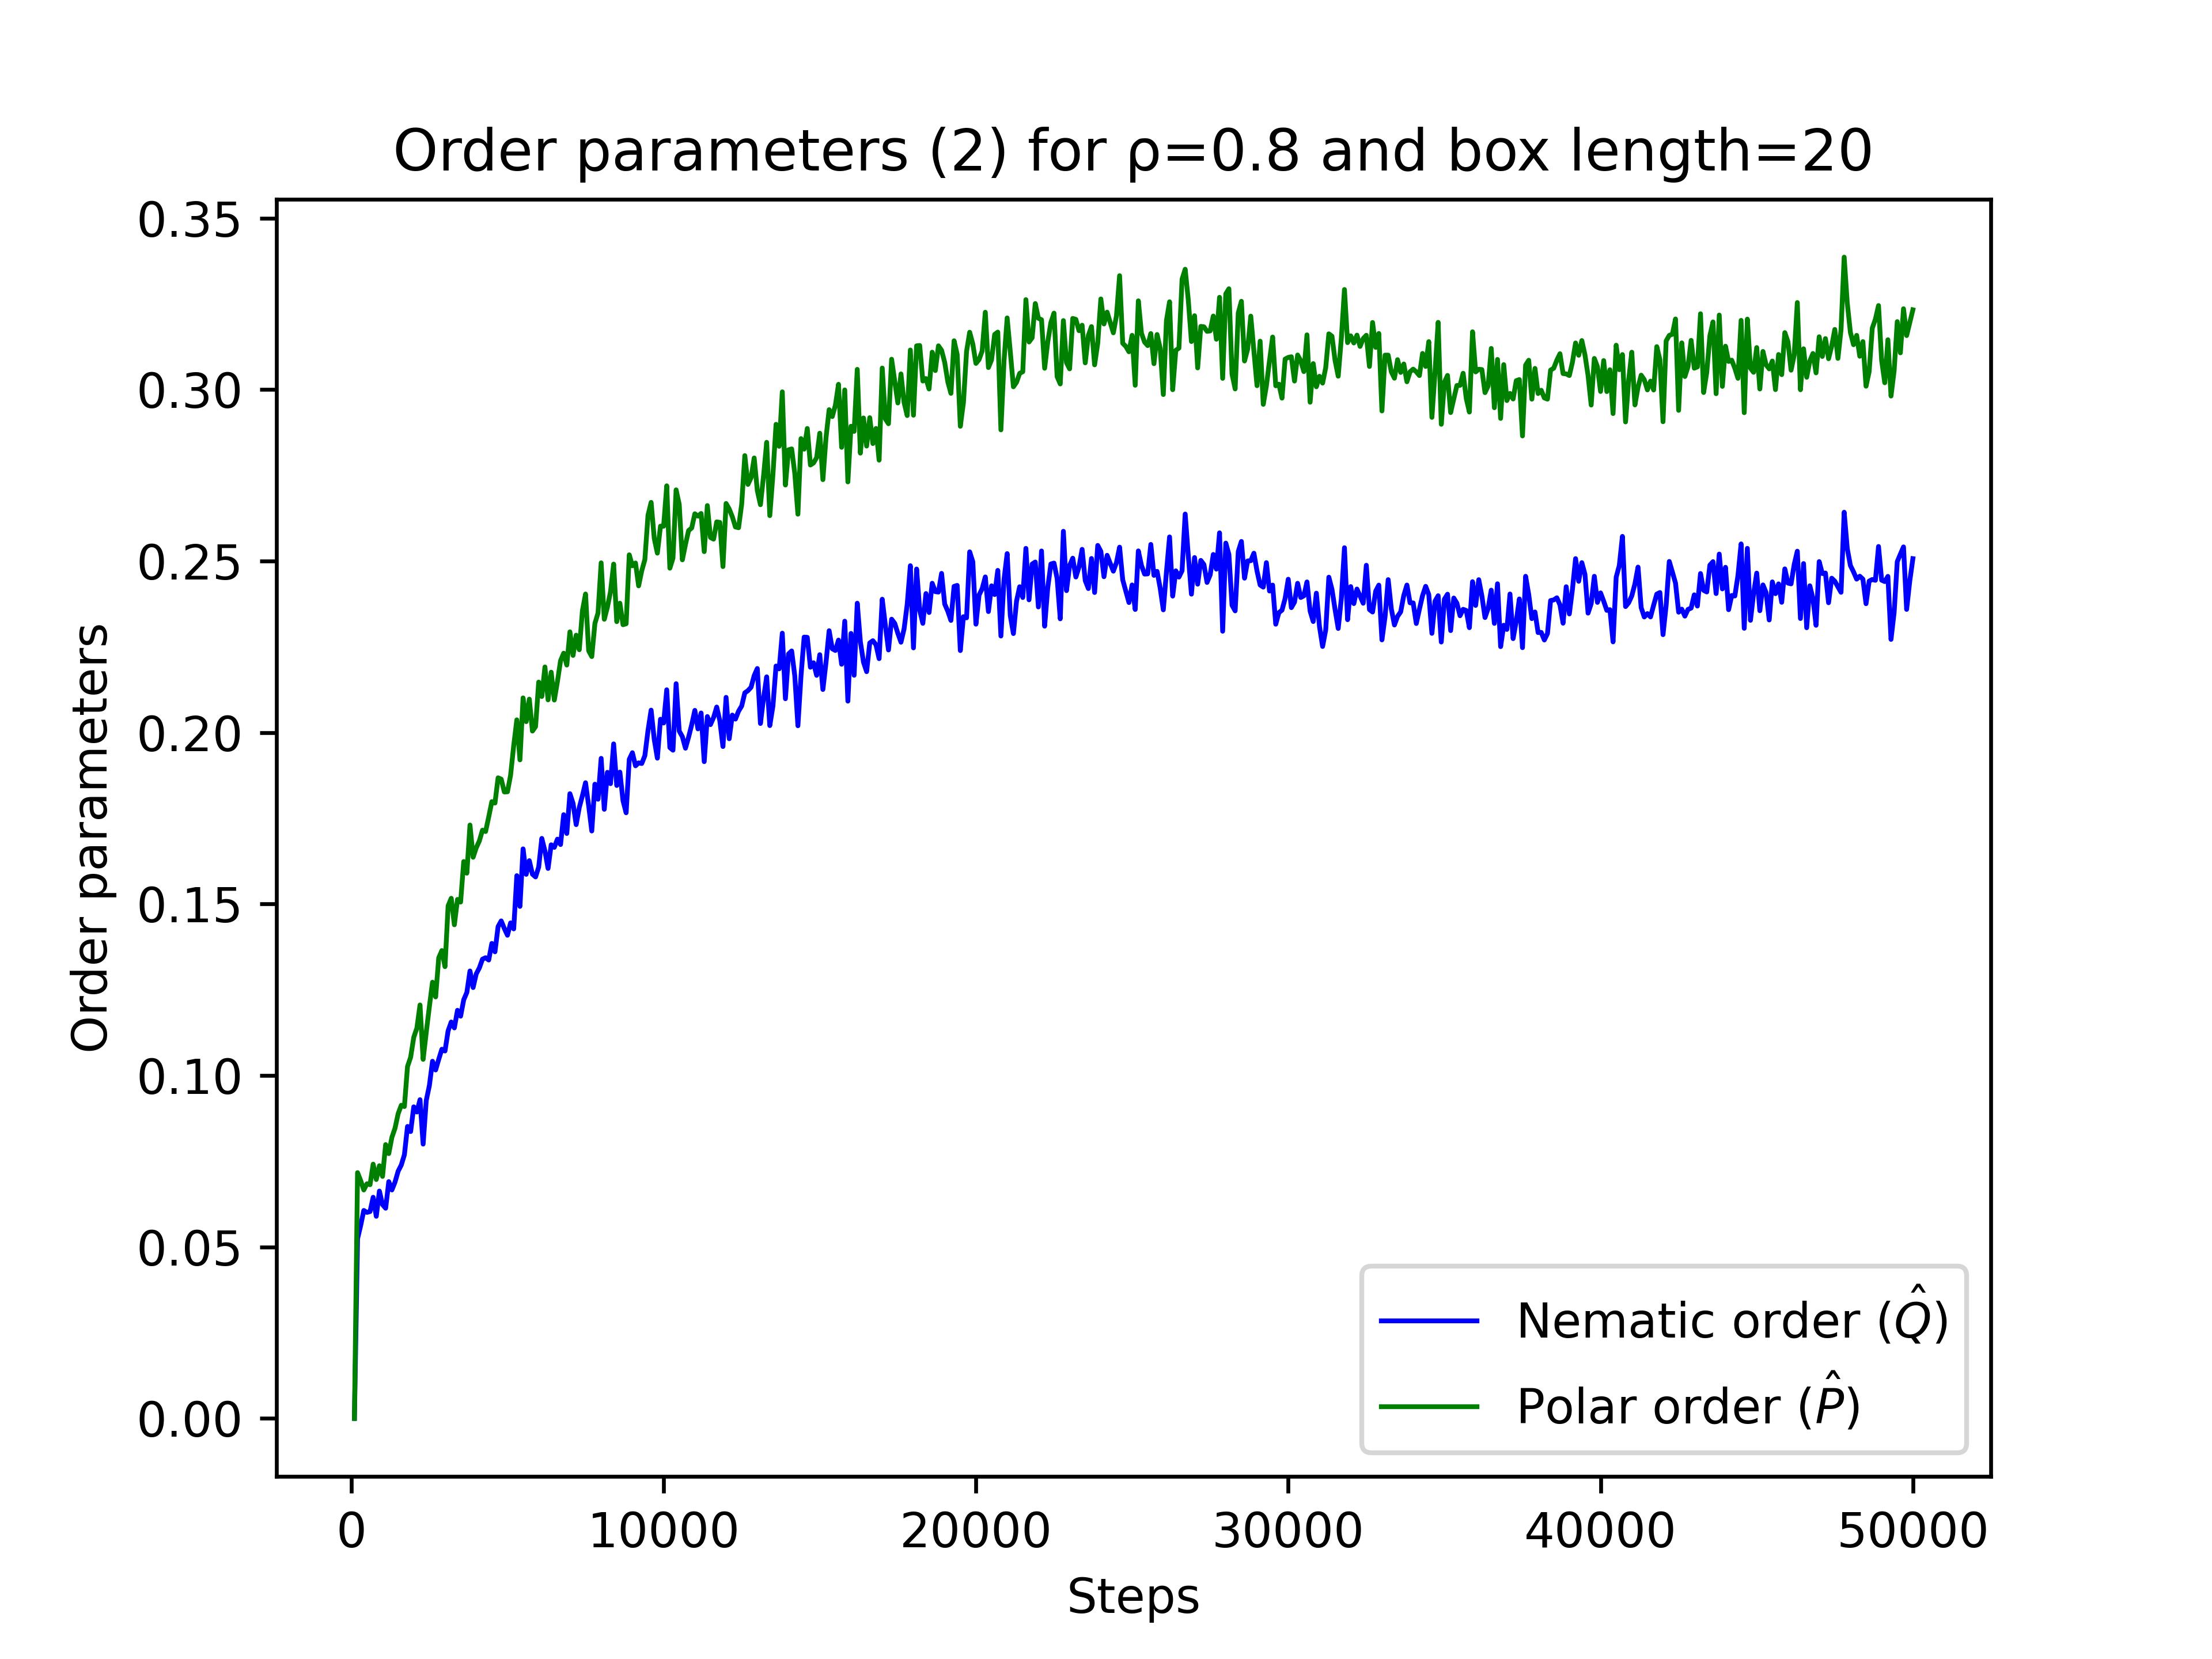 Order parameters (2) for ρ=0.8 and box length=20
0.35
0.30
0.25
0.20
0.15
0.10
0.05
0.00
Order parameters
Nematic order (Q̂)
Polar order (P̂)
0 10000 20000 30000 40000 50000
Steps